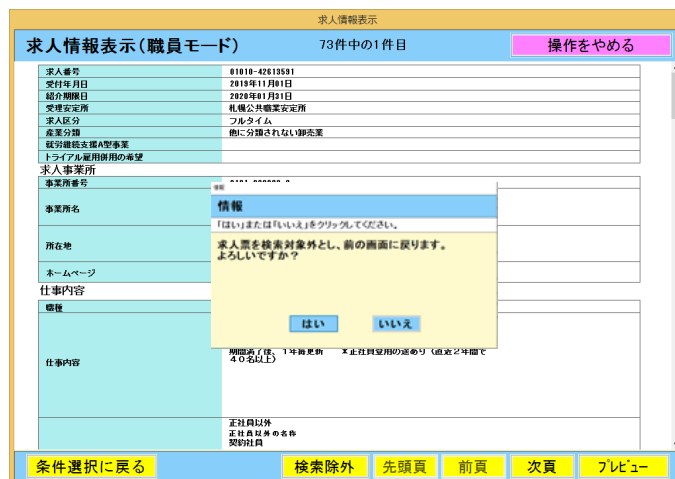 求人情報表示
求人情報表示(職員モード)
73件中の1件目
操作をやめる
求人番号 01010-42613591
受付年月日 2019年11月01日
紹介期限日 2020年01月31日
受理安定所 札幌公共職業安定所
求人区分 フルタイム
産業分類 他に分類されない卸売業
就労継続支援A型事業
トライアル雇用併用の希望
求人事業所
事業所番号
事業所名
所在地
ホームページ
情報
情報
「はい」または「いいえ」をクリックしてください。
求人票を検索対象外とし、前の画面に戻ります。
よろしいですか?
はい いいえ
仕事内容
職種
仕事内容
期間満了後、1年毎更新 *正社員登用の途あり(直近2年間で
40名以上)
正社員以外
正社員以外の名称
契約社員
条件選択に戻る 検索除外 先頭頁 前頁 次頁 プレビュー